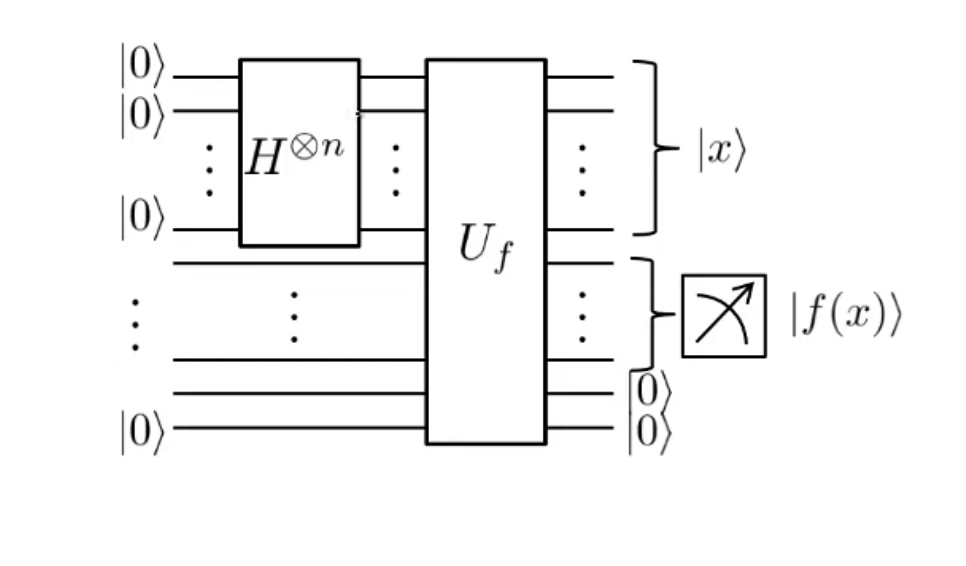 |0⟩
|0⟩
H^{⊗n}
|x⟩
|0⟩
U_f
|f(x)⟩
|0⟩
|0⟩
|0⟩